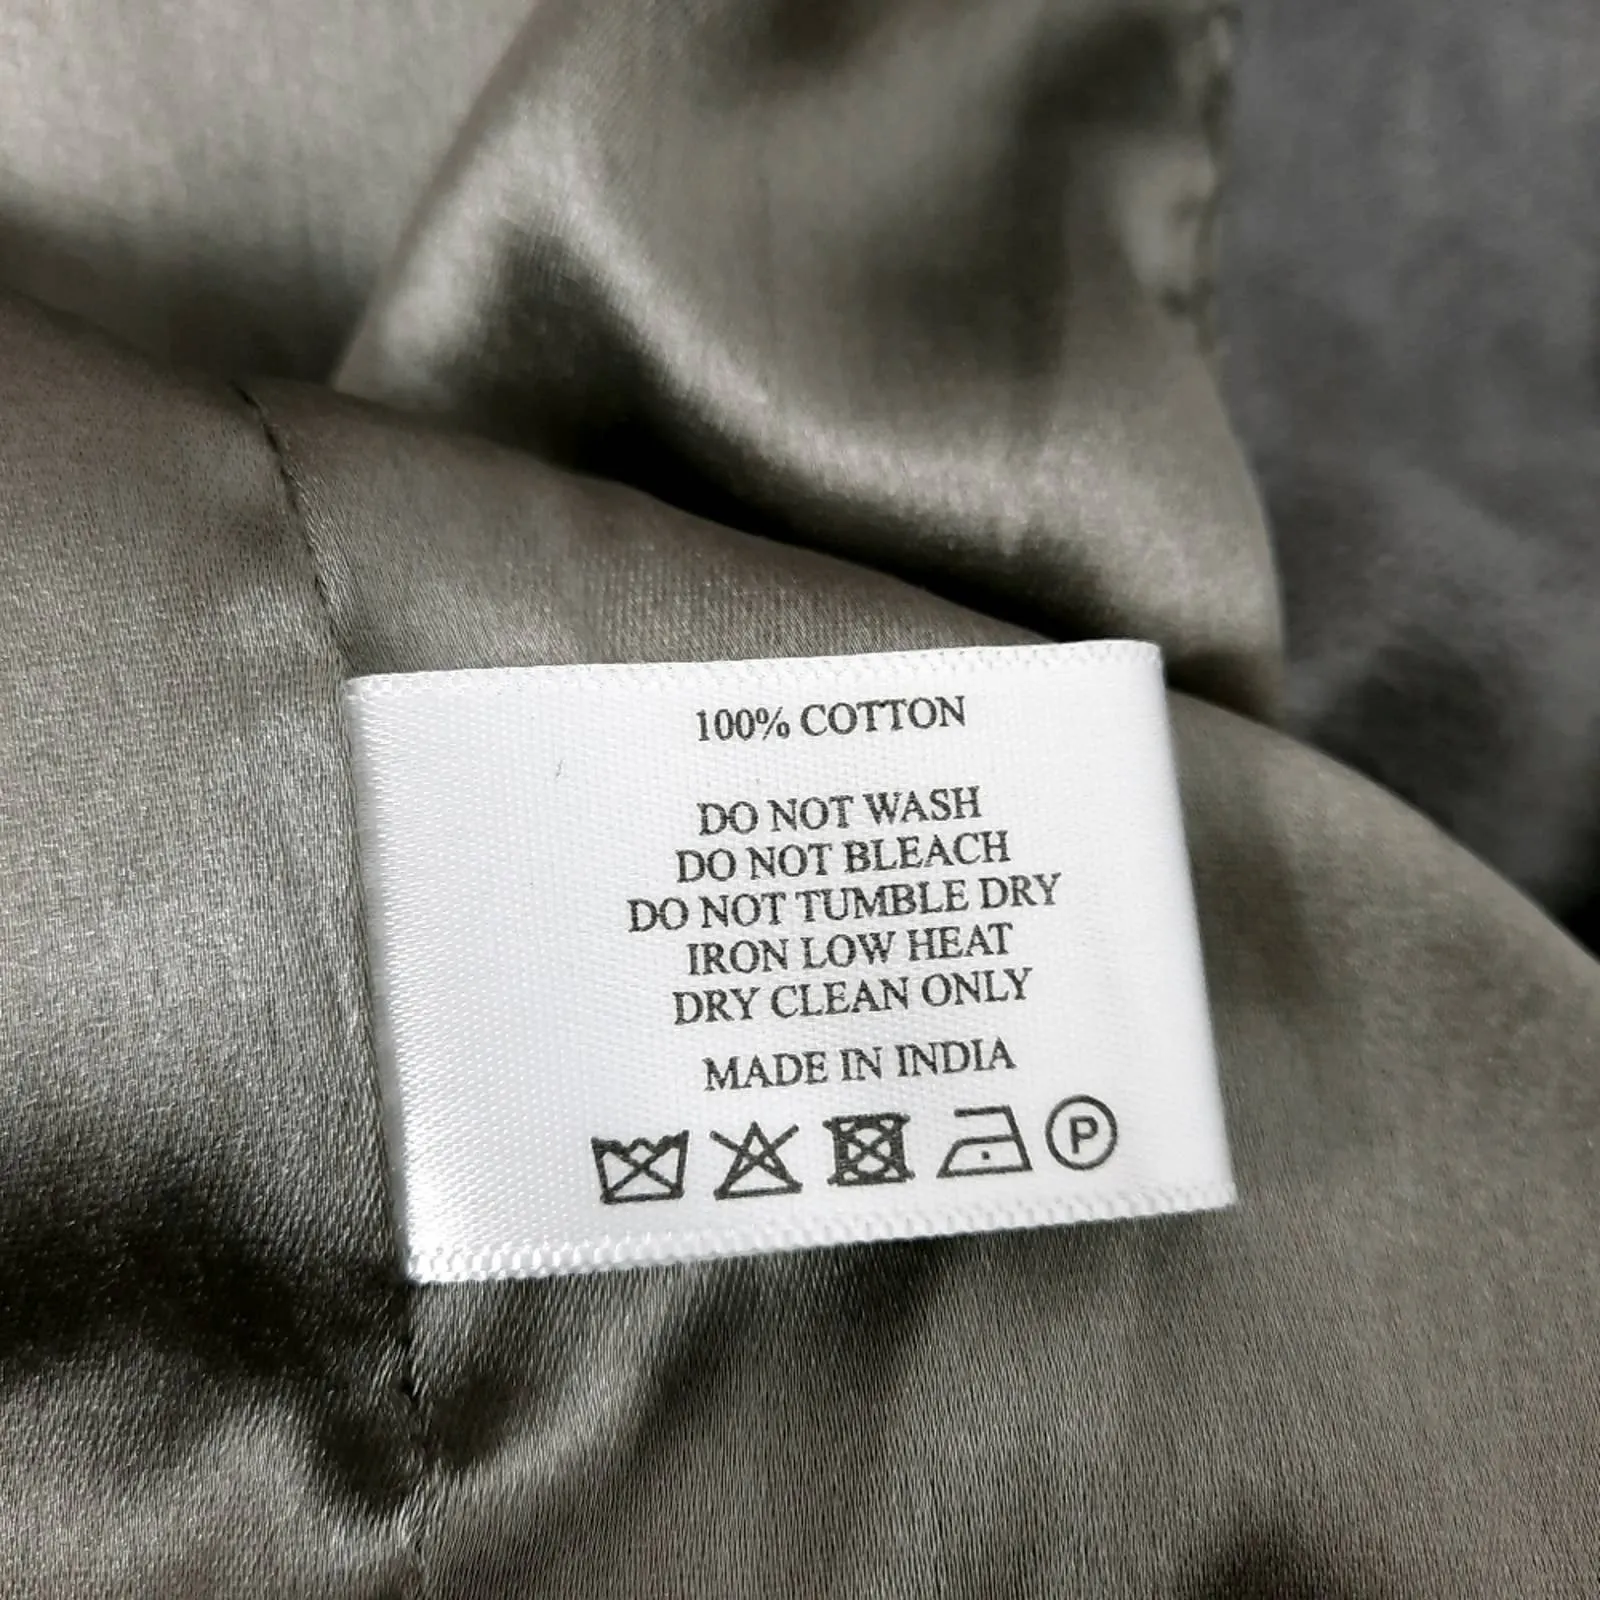 100% COTTON
DO NOT WASH
DO NOT BLEACH
DO NOT TUMBLE DRY
IRON LOW HEAT
DRY CLEAN ONLY
MADE IN INDIA
P